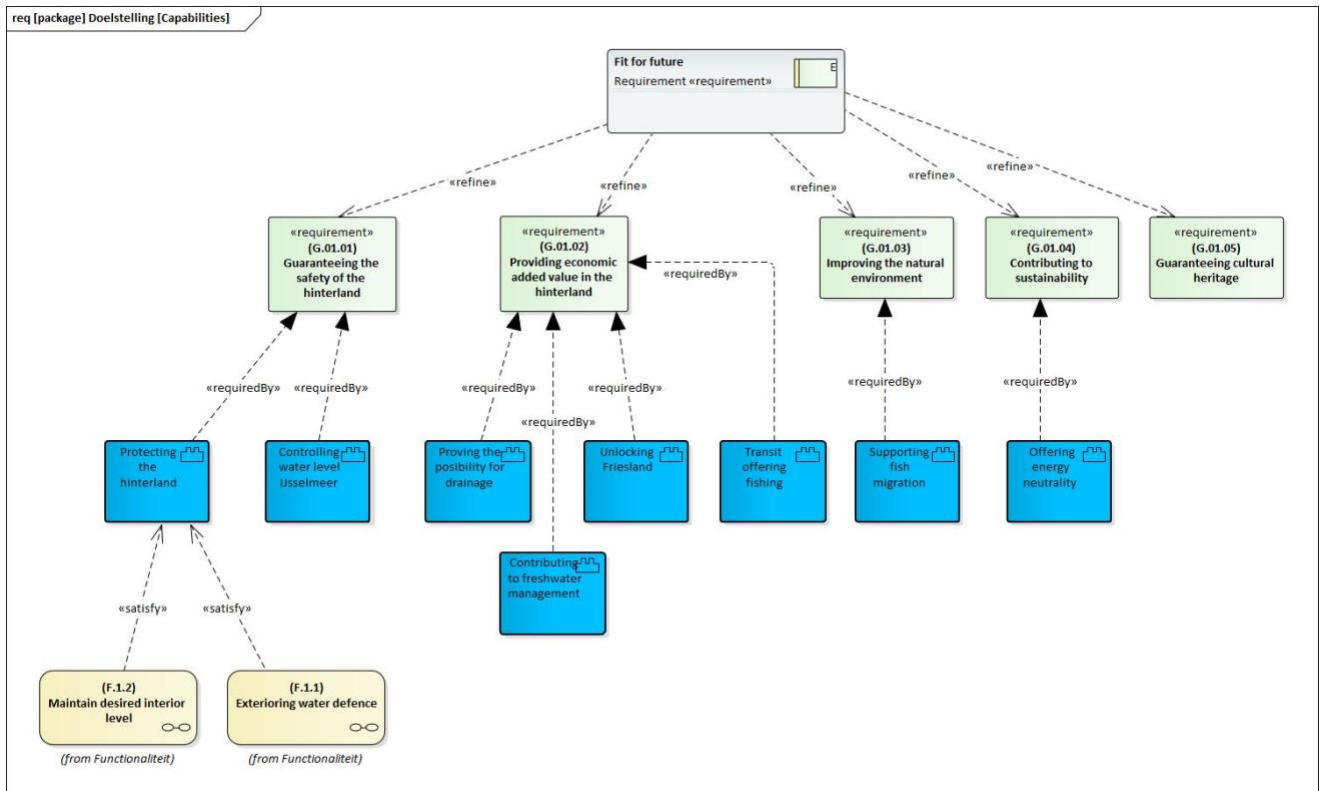 req [package] Doelstelling [Capabilities]
Fit for future
Requirement «requirement»
E
«refine»
«refine»
«refine»
«refine»
«refine»
«requirement»
(G.01.01)
Guaranteeing the
safety of the
hinterland
«requirement»
(G.01.02)
Providing economic
added value in the
hinterland
«requirement»
(G.01.03)
Improving the natural
environment
«requirement»
(G.01.04)
Contributing to
sustainability
«requirement»
(G.01.05)
Guaranteeing cultural
heritage
«requiredBy»
«requiredBy»
«requiredBy»
«requiredBy»
«requiredBy»
«requiredBy»
«requiredBy»
«requiredBy»
Protecting
the
hinterland
Controlling
water level
IJsselmeer
Proving the
posibility for
drainage
Unlocking
Friesland
Transit
offering
fishing
Supporting
fish
migration
Offering
energy
neutrality
Contributing
to freshwater
management
«satisfy»
«satisfy»
(F.1.2)
Maintain desired interior
level
(from Functionaliteit)
(F.1.1)
Exterioring water defence
(from Functionaliteit)